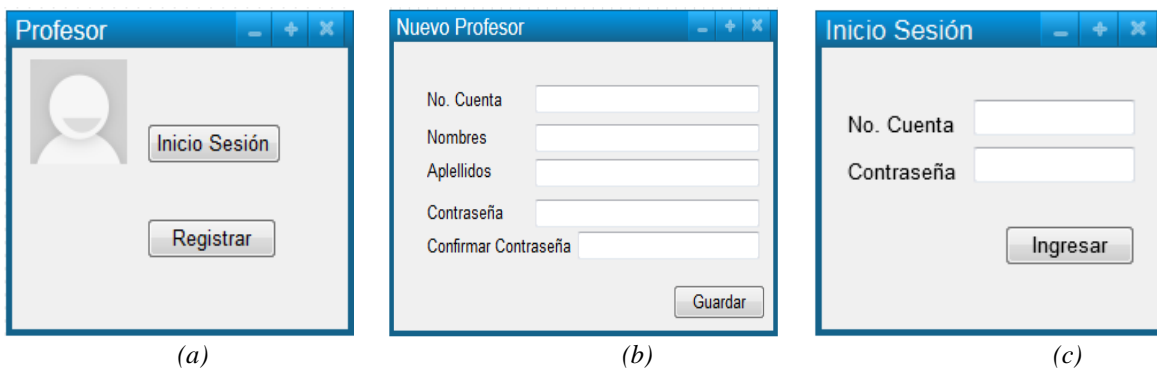 Profesor
Inicio Sesión
Registrar
(a)
Nuevo Profesor
No. Cuenta
Nombres
Aplellidos
Contraseña
Confirmar Contraseña
Guardar
(b)
Inicio Sesión
No. Cuenta
Contraseña
Ingresar
(c)